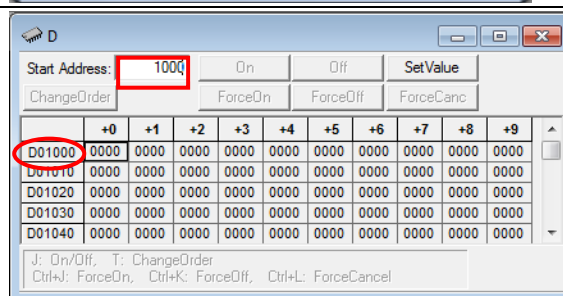 D
Start Address: 1000 On Off SetValue
ChangeOrder ForceOn ForceOff ForceCanc
+0 +1 +2 +3 +4 +5 +6 +7 +8 +9
D01000 0000 0000 0000 0000 0000 0000 0000 0000 0000 0000
D01010 0000 0000 0000 0000 0000 0000 0000 0000 0000 0000
D01020 0000 0000 0000 0000 0000 0000 0000 0000 0000 0000
D01030 0000 0000 0000 0000 0000 0000 0000 0000 0000 0000
D01040 0000 0000 0000 0000 0000 0000 0000 0000 0000 0000
J: On/Off, T: ChangeOrder
Ctrl+J: ForceOn, Ctrl+K: ForceOff, Ctrl+L: ForceCancel